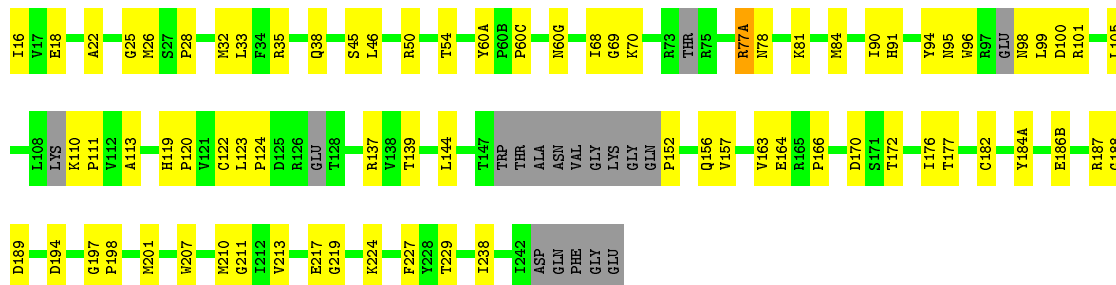 I16 V17 E18 A22 G25 M26 S27 P28 M32 L33 F34 R35 Q38 S45 L46 R50 T54 Y60A P60B P60C N60G I68 G69 K70 R73 THR R75 R77A N78 K81 M84 I90 H91 Y94 N95 W96 R97 GLU N98 L99 D100 R101 L105
L108 LYS K110 P111 V112 A113 H119 P120 V121 C122 L123 P124 D125 R126 GLU T128 R137 V138 T139 L144 T147 TRP THR ALA ASN VAL GLY LYS GLY GLN P152 Q156 V157 V163 E164 R165 P166 D170 S171 T172 I176 T177 C182 Y184A E186B R187 G188
D189 D194 G197 P198 M201 W207 M210 G211 I212 V213 E217 G219 K224 F227 Y228 T229 I238 I242 ASP GLN PHE GLY GLU